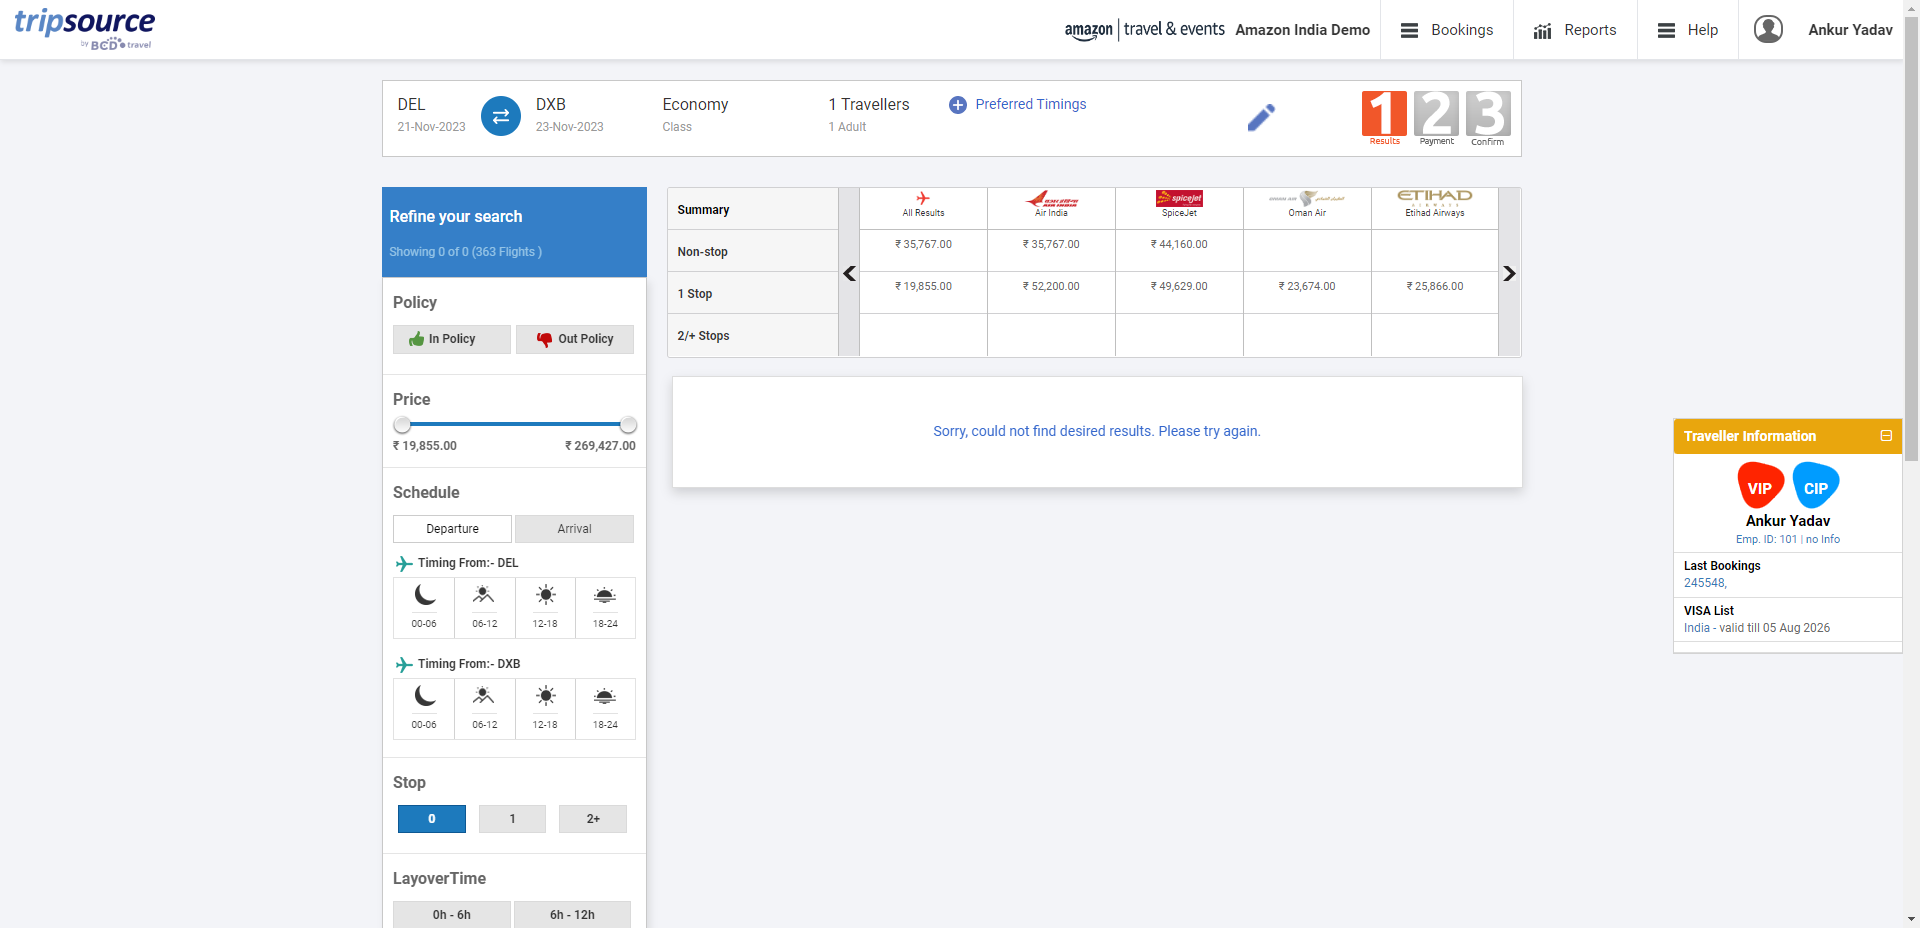 tripsource
by BCD travel
amazon travel & events
Amazon India Demo
Bookings
Reports
Help
Ankur Yadav
DEL
21-Nov-2023
DXB
23-Nov-2023
Economy
Class
1 Travellers
1 Adult
Preferred Timings
1 2 3
Results Payment Confirm
Refine your search
Showing 0 of 0 (363 Flights )
Policy
In Policy
Out Policy
Price
₹ 19,855.00
₹ 269,427.00
Schedule
Departure
Arrival
Timing From:- DEL
00-06 06-12 12-18 18-24
Timing From:- DXB
00-06 06-12 12-18 18-24
Stop
0 1 2+
LayoverTime
0h - 6h
6h - 12h
Summary
All Results
AIR INDIA
Air India
spicejet
SpiceJet
OMAN AIR
Oman Air
ETIHAD
AIRWAYS
Etihad Airways
Non-stop
₹ 35,767.00 ₹ 35,767.00 ₹ 44,160.00
1 Stop
₹ 19,855.00 ₹ 52,200.00 ₹ 49,629.00 ₹ 23,674.00 ₹ 25,866.00
2/+ Stops
Sorry, could not find desired results. Please try again.
Traveller Information
VIP CIP
Ankur Yadav
Emp. ID: 101 | no Info
Last Bookings
245548,
VISA List
India - valid till 05 Aug 2026